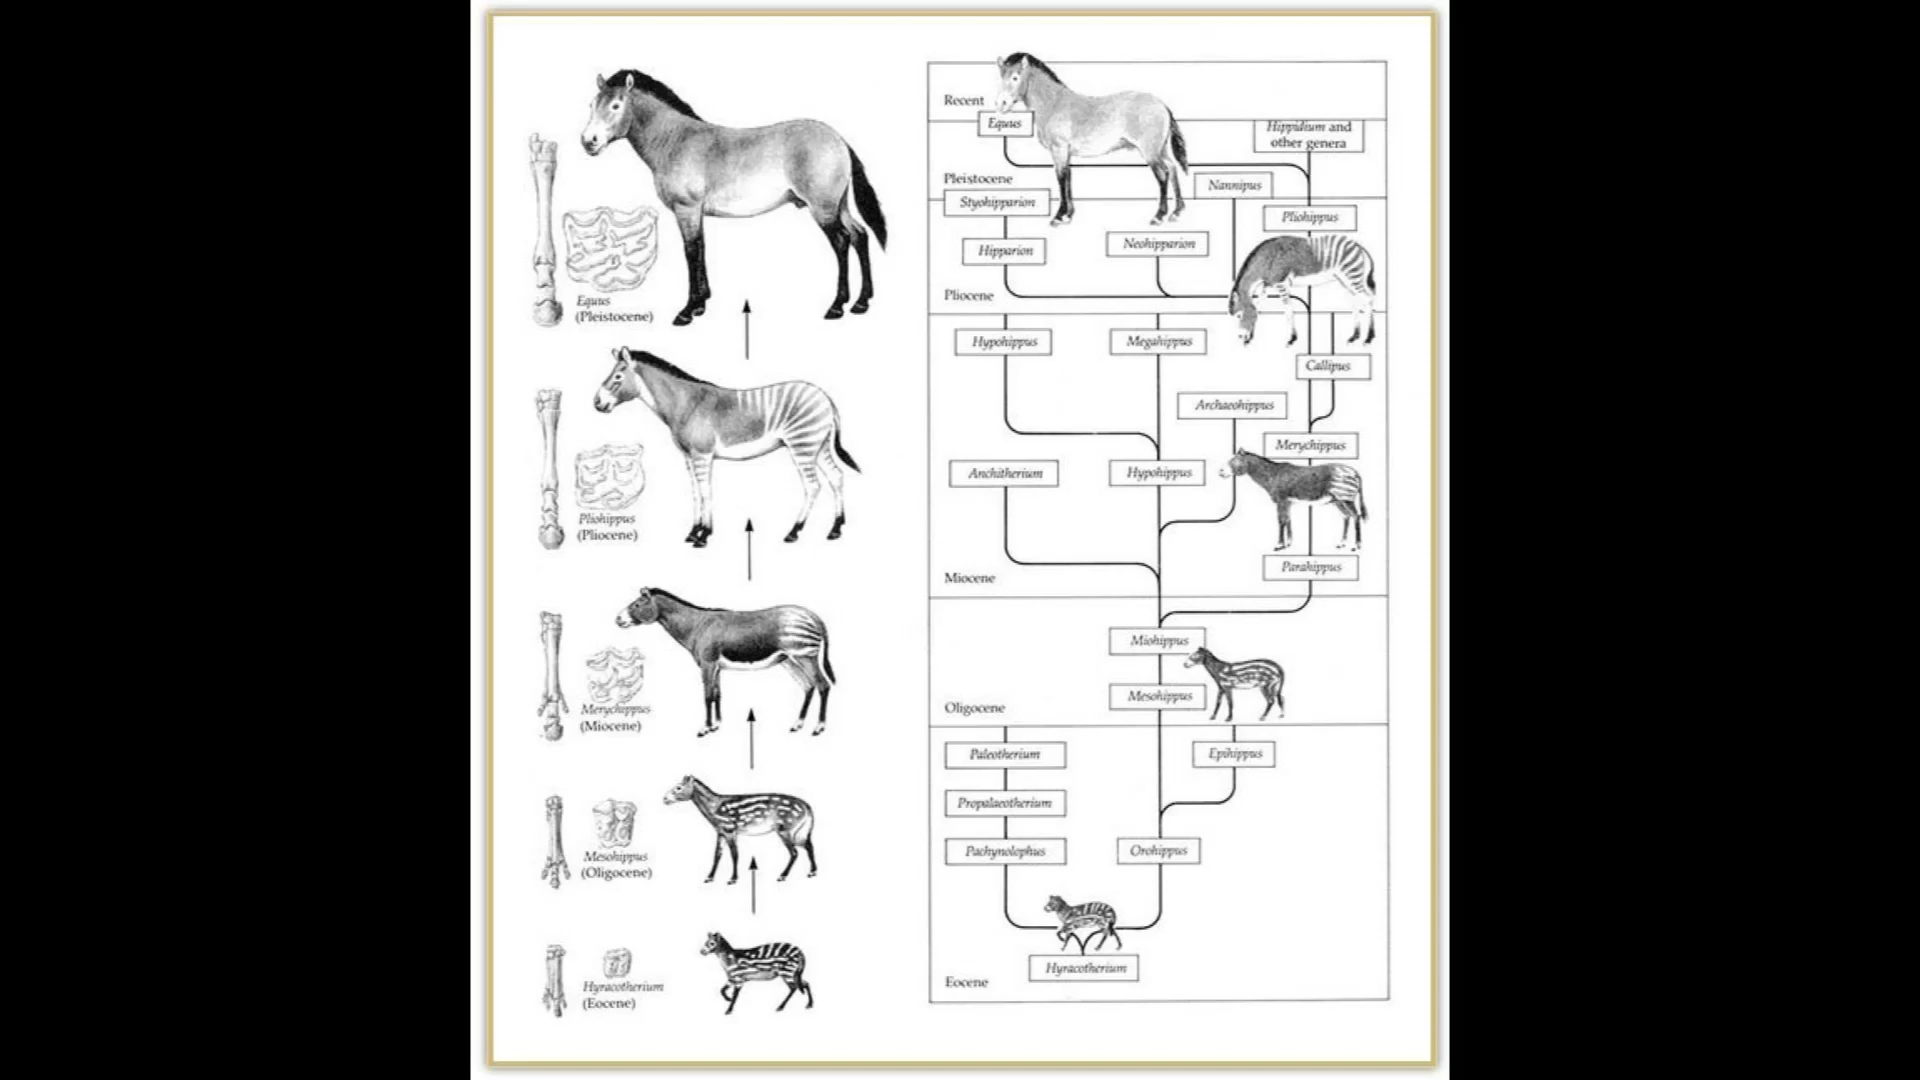 Equus
(Pleistocene)
Pliohippus
(Pliocene)
Merychippus
(Miocene)
Mesohippus
(Oligocene)
Hyracotherium
(Eocene)
Recent
Equus
Hippidium and
other genera
Pleistocene
Nannipus
Styohipparion
Pliohippus
Hipparion
Neohipparion
Pliocene
Hypohippus
Megahippus
Callipus
Archaeohippus
Merychippus
Anchitherium
Hypohippus
Parahippus
Miocene
Miohippus
Mesohippus
Oligocene
Paleotherium
Epihippus
Propalaeotherium
Pachynolophus
Orohippus
Hyracotherium
Eocene